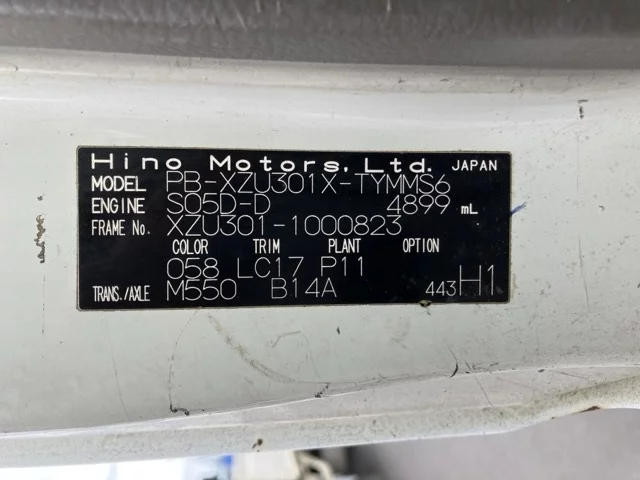 Hino Motors, Ltd. JAPAN
MODEL PB-XZU301X-TYMMS6
ENGINE S05D-D 4899 mL
FRAME No. XZU301-1000823
COLOR TRIM PLANT OPTION
058 LC17 P11
TRANS./AXLE M550 B14A 443H1